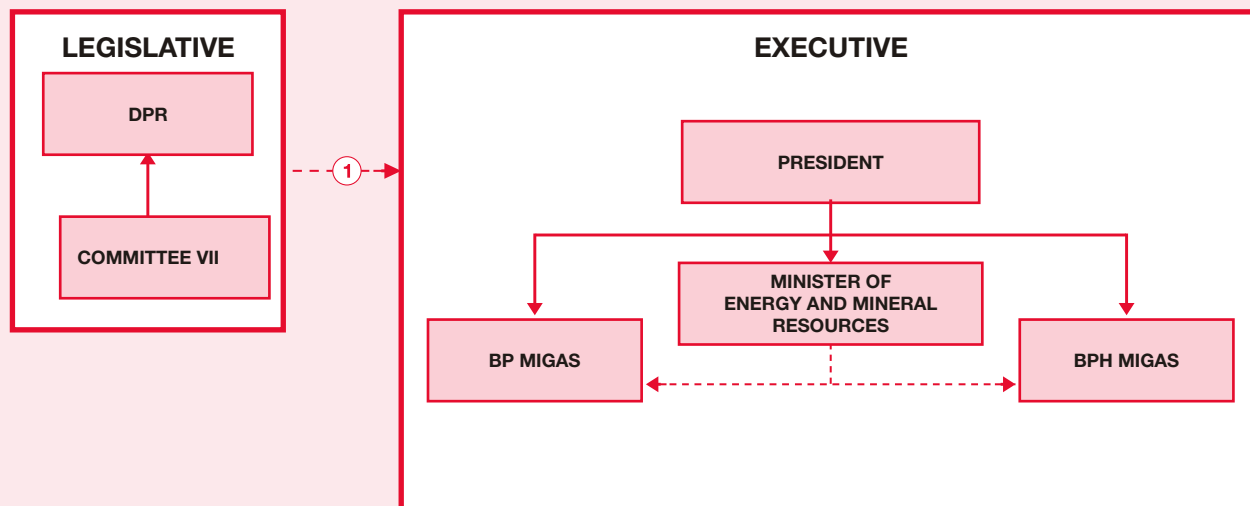 LEGISLATIVE
DPR
COMMITTEE VII
1
EXECUTIVE
PRESIDENT
MINISTER OF
ENERGY AND MINERAL
RESOURCES
BP MIGAS
BPH MIGAS